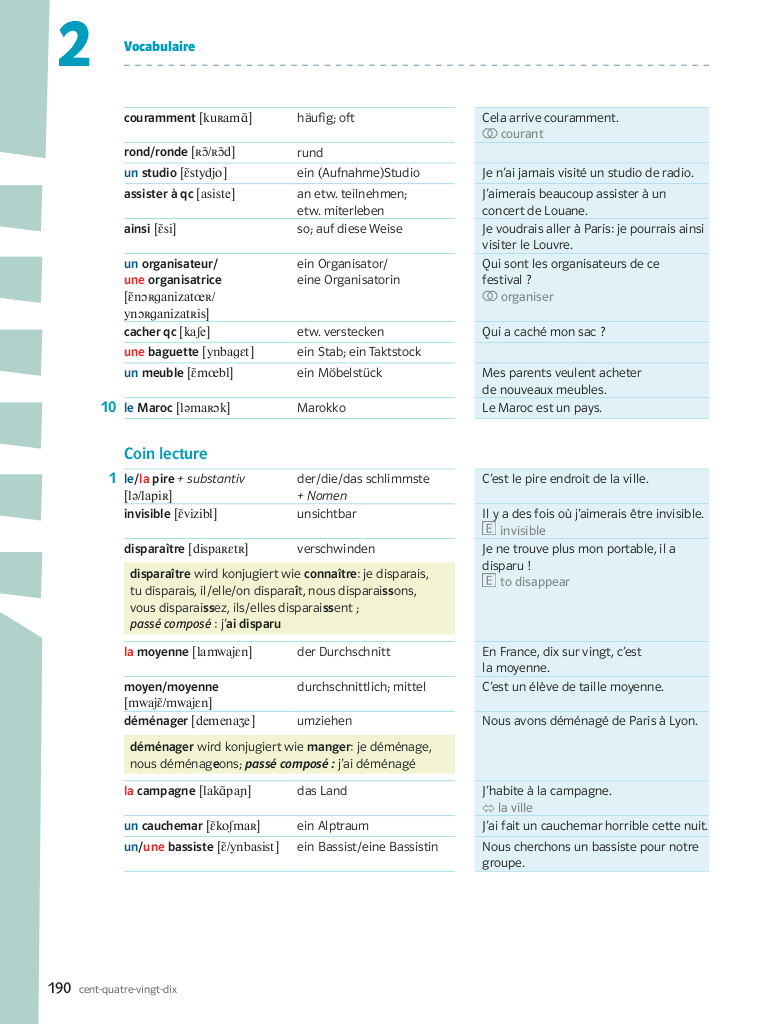 2
Vocabulaire
couramment [kuʀamɑ̃] häufig; oft Cela arrive couramment.
courant
rond/ronde [ʀɔ̃/ʀɔ̃d] rund
un studio [ɛ̃stydjo] ein (Aufnahme)Studio Je n’ai jamais visité un studio de radio.
assister à qc [asiste] an etw. teilnehmen; J’aimerais beaucoup assister à un
etw. miterleben concert de Louane.
ainsi [ɛ̃si] so; auf diese Weise Je voudrais aller à Paris: je pourrais ainsi
visiter le Louvre.
un organisateur/ ein Organisator/ Qui sont les organisateurs de ce
une organisatrice eine Organisatorin festival ?
[ɛ̃nɔʀganizatœʀ/ organiser
ynɔʀganizatʀis]
cacher qc [kaʃe] etw. verstecken Qui a caché mon sac ?
une baguette [ynbagɛt] ein Stab; ein Taktstock
un meuble [ɛ̃mœbl] ein Möbelstück Mes parents veulent acheter
de nouveaux meubles.
10 le Maroc [ləmaʀɔk] Marokko Le Maroc est un pays.
Coin lecture
1 le/la pire + substantiv der/die/das schlimmste C’est le pire endroit de la ville.
[lə/lapiʀ] + Nomen
invisible [ɛ̃vizibl] unsichtbar Il y a des fois où j’aimerais être invisible.
E invisible
disparaître [dispaʀɛtʀ] verschwinden Je ne trouve plus mon portable, il a
disparu !
E to disappear
disparaître wird konjugiert wie connaître: je disparais,
tu disparais, il/elle/on disparaît, nous disparaissons,
vous disparaissez, ils/elles disparaissent ;
passé composé : j’ai disparu
la moyenne [lamwajɛn] der Durchschnitt En France, dix sur vingt, c’est
la moyenne.
moyen/moyenne durchschnittlich; mittel C’est un élève de taille moyenne.
[mwajɛ̃/mwajɛn]
déménager [demenaʒe] umziehen Nous avons déménagé de Paris à Lyon.
déménager wird konjugiert wie manger: je déménage,
nous déménageons; passé composé : j’ai déménagé
la campagne [lakɑ̃paɲ] das Land J’habite à la campagne.
⇔ la ville
un cauchemar [ɛ̃koʃmaʀ] ein Alptraum J’ai fait un cauchemar horrible cette nuit.
un/une bassiste [ɛ̃/ynbasist] ein Bassist/eine Bassistin Nous cherchons un bassiste pour notre
groupe.
190 cent-quatre-vingt-dix